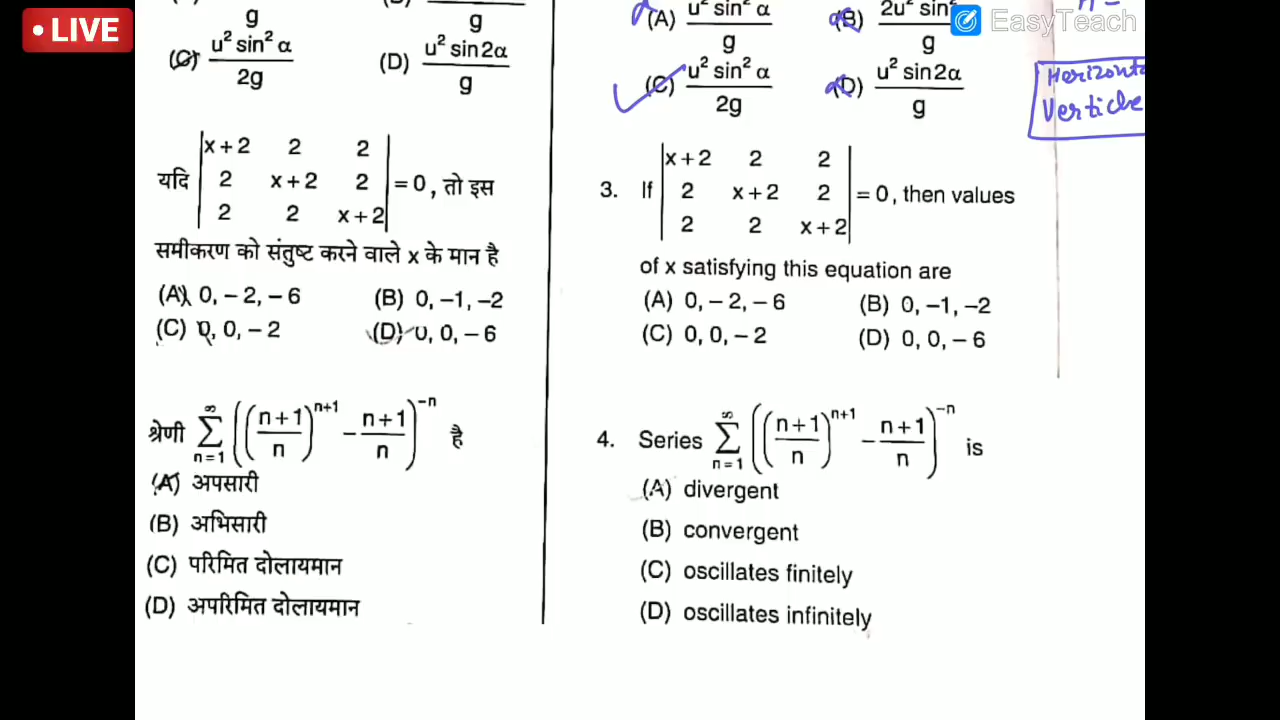 LIVE
EasyTeach
g
g
(C) u² sin² α / 2g
(D) u² sin 2α / g
(A) u² sin² α / g
(B) 2u² sin² / g
(C) u² sin² α / 2g
(D) u² sin 2α / g
Horizonta
Verticle
यदि | x + 2 2 2 |
| 2 x + 2 2 | = 0, तो इस
| 2 2 x + 2 |
समीकरण को संतुष्ट करने वाले x के मान है
(A) 0, – 2, – 6 (B) 0, –1, –2
(C) 0, 0, – 2 (D) 0, 0, – 6
श्रेणी ∑ n = 1 ∞ (((n + 1)/n)^(n+1) – (n + 1)/n)^(–n) है
(A) अपसारी
(B) अभिसारी
(C) परिमित दोलायमान
(D) अपरिमित दोलायमान
3. If | x + 2 2 2 |
| 2 x + 2 2 | = 0, then values
| 2 2 x + 2 |
of x satisfying this equation are
(A) 0, – 2, – 6 (B) 0, –1, –2
(C) 0, 0, – 2 (D) 0, 0, – 6
4. Series ∑ n = 1 ∞ (((n + 1)/n)^(n+1) – (n + 1)/n)^(–n) is
(A) divergent
(B) convergent
(C) oscillates finitely
(D) oscillates infinitely